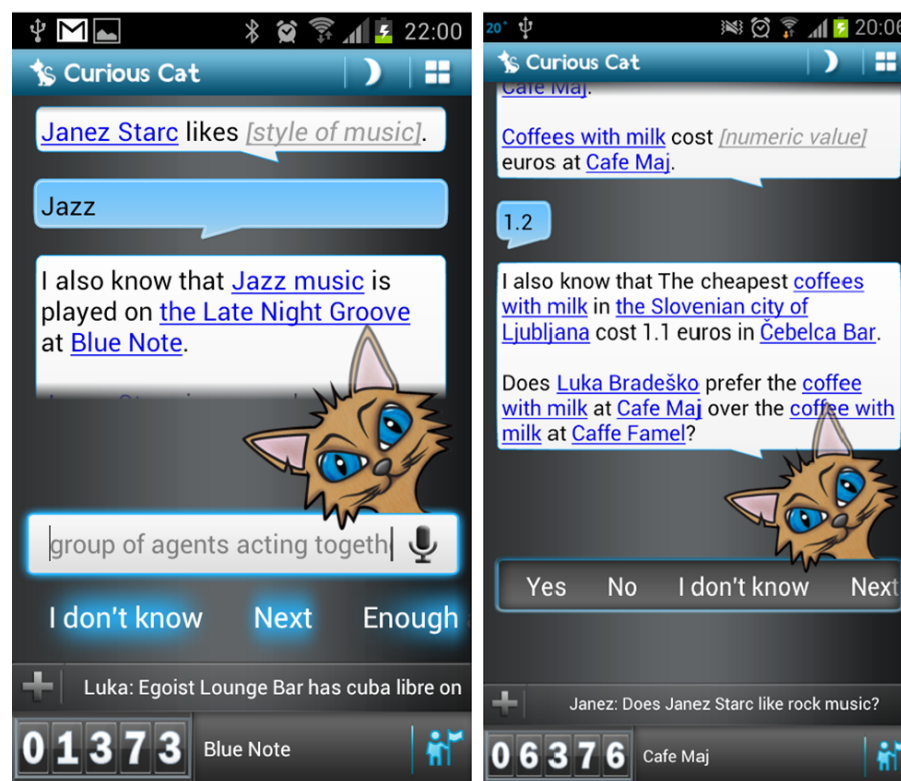 22:00
Curious Cat
Janez Starc likes [style of music].
Jazz
I also know that Jazz music is
played on the Late Night Groove
at Blue Note.
group of agents acting togeth
I don't know Next Enough
Luka: Egoist Lounge Bar has cuba libre on
01373 Blue Note
20° 20:06
Curious Cat
Cafe Maj.
Coffees with milk cost [numeric value]
euros at Cafe Maj.
1.2
I also know that The cheapest coffees
with milk in the Slovenian city of
Ljubljana cost 1.1 euros in Čebelca Bar.
Does Luka Bradeško prefer the coffee
with milk at Cafe Maj over the coffee with
milk at Caffe Famel?
Yes No I don't know Next
Janez: Does Janez Starc like rock music?
06376 Cafe Maj